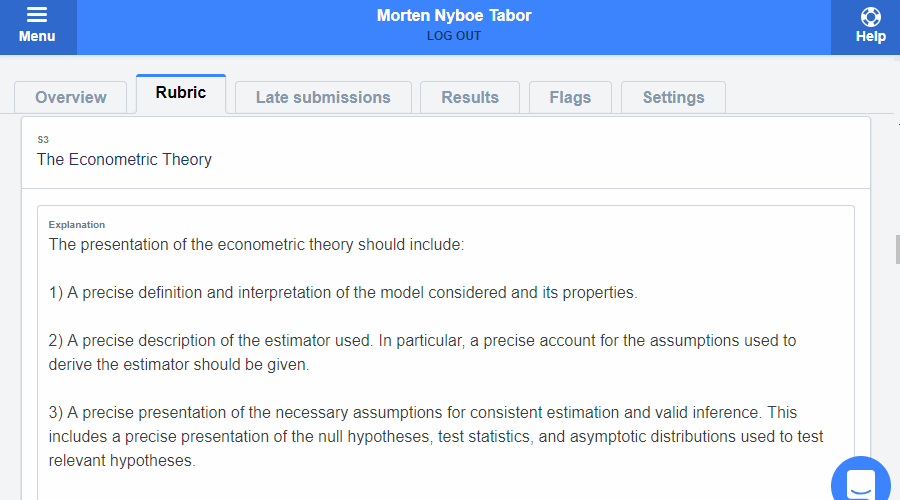 Morten Nyboe Tabor
Menu
LOG OUT
Help
Overview
Rubric
Late submissions
Results
Flags
Settings
S3
The Econometric Theory
Explanation
The presentation of the econometric theory should include:
1) A precise definition and interpretation of the model considered and its properties.
2) A precise description of the estimator used. In particular, a precise account for the assumptions used to
derive the estimator should be given.
3) A precise presentation of the necessary assumptions for consistent estimation and valid inference. This
includes a precise presentation of the null hypotheses, test statistics, and asymptotic distributions used to test
relevant hypotheses.